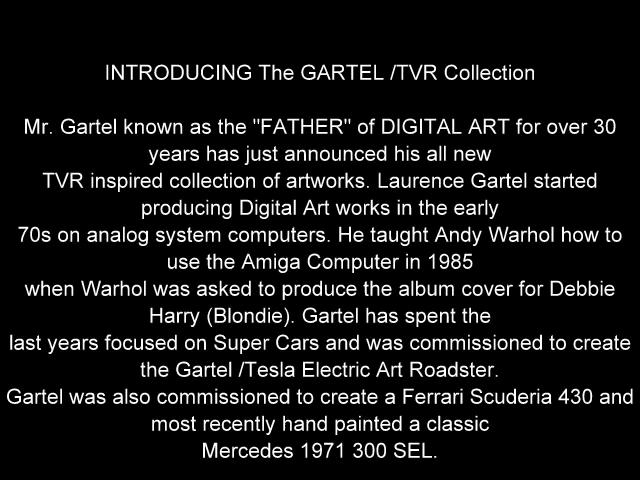 INTRODUCING The GARTEL /TVR Collection
Mr. Gartel known as the "FATHER" of DIGITAL ART for over 30
years has just announced his all new
TVR inspired collection of artworks. Laurence Gartel started
producing Digital Art works in the early
70s on analog system computers. He taught Andy Warhol how to
use the Amiga Computer in 1985
when Warhol was asked to produce the album cover for Debbie
Harry (Blondie). Gartel has spent the
last years focused on Super Cars and was commissioned to create
the Gartel /Tesla Electric Art Roadster.
Gartel was also commissioned to create a Ferrari Scuderia 430 and
most recently hand painted a classic
Mercedes 1971 300 SEL.